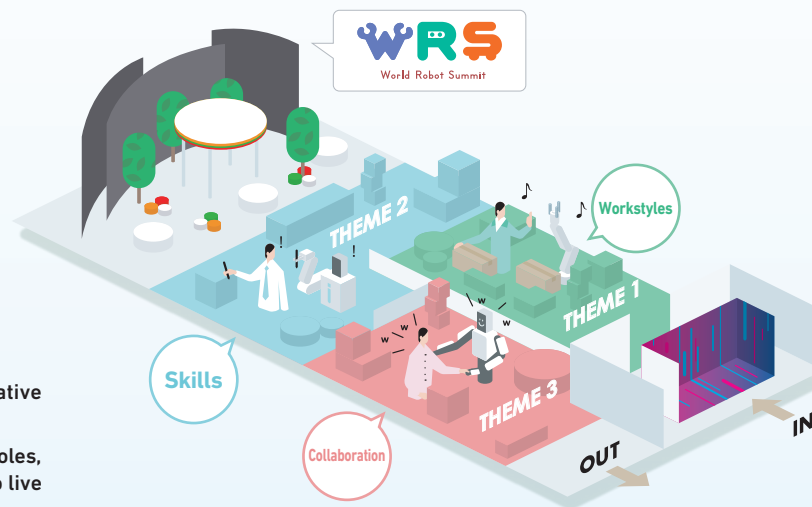 WRS
World Robot Summit
THEME 2
Workstyles
!
!
THEME 1
w
w
w
w
w
Skills
THEME 3
Collaboration
IN
OUT
ative
oles,
live